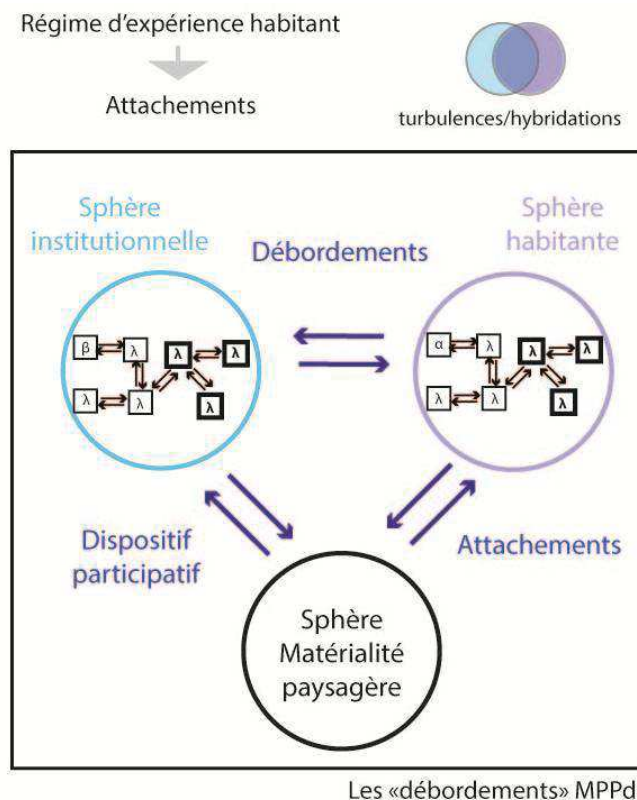 Régime d'expérience habitant
Attachements
turbulences/hybridations
Sphère
institutionnelle
Sphère
habitante
Débordements
β λ λ λ
λ λ λ
α λ λ λ
λ λ λ
Dispositif
participatif
Attachements
Sphère
Matérialité
paysagère
Les «débordements» MPPd